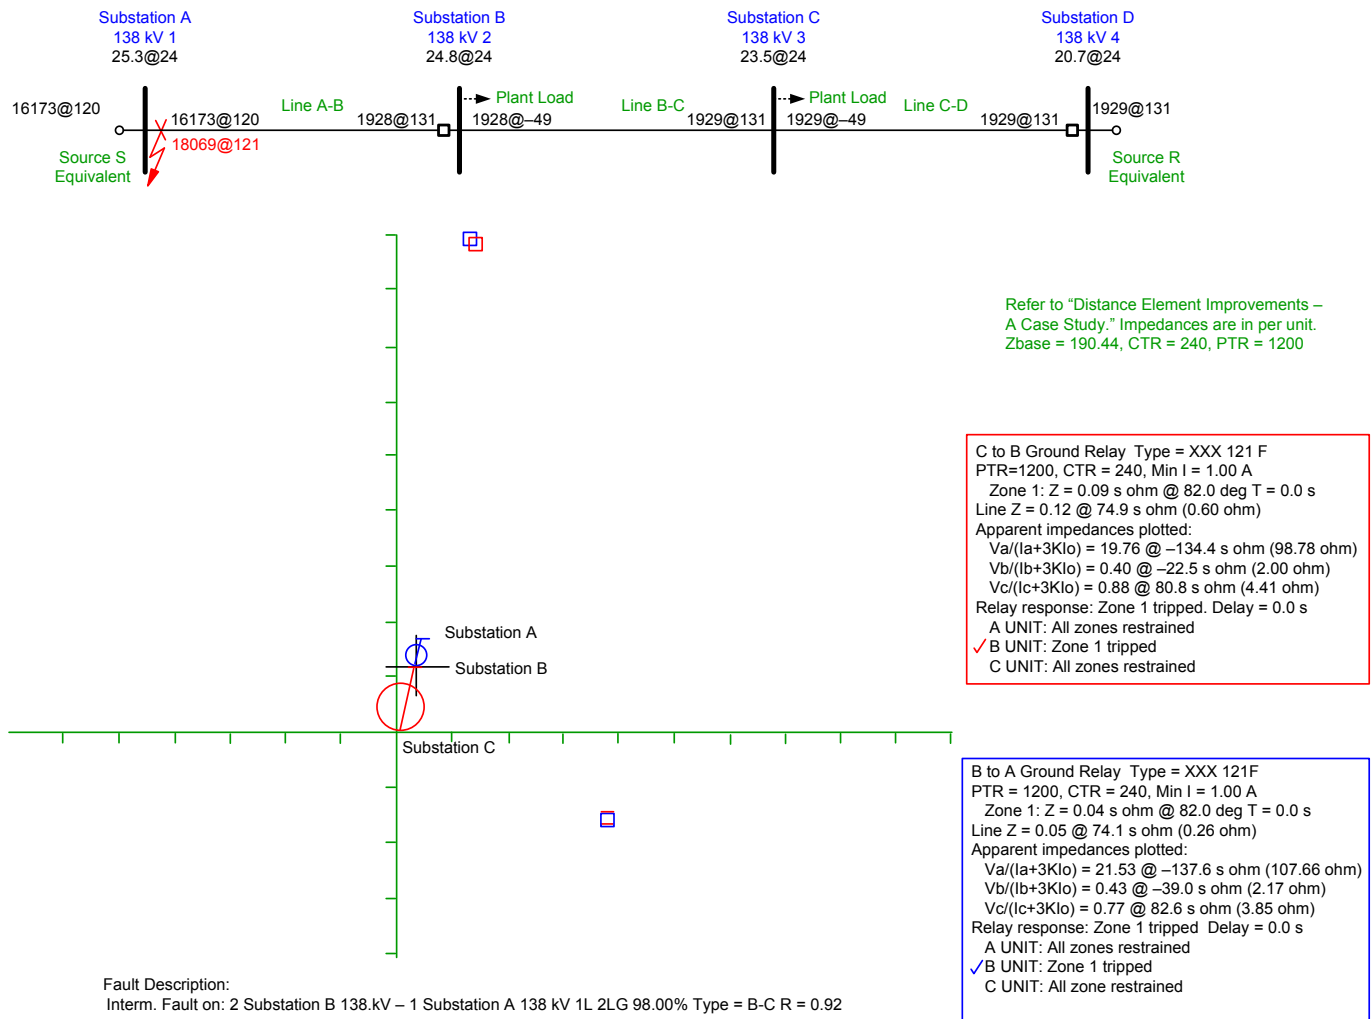 Substation A
138 kV 1
25.3@24
Substation B
138 kV 2
24.8@24
Substation C
138 kV 3
23.5@24
Substation D
138 kV 4
20.7@24
16173@120
16173@120
18069@121
Line A-B
1928@131
Plant Load
1928@–49
Line B-C
1929@131
Plant Load
1929@–49
Line C-D
1929@131
1929@131
Source S
Equivalent
Source R
Equivalent
Refer to “Distance Element Improvements –
A Case Study.” Impedances are in per unit.
Zbase = 190.44, CTR = 240, PTR = 1200
Substation A
Substation B
Substation C
C to B Ground Relay Type = XXX 121 F
PTR=1200, CTR = 240, Min I = 1.00 A
Zone 1: Z = 0.09 s ohm @ 82.0 deg T = 0.0 s
Line Z = 0.12 @ 74.9 s ohm (0.60 ohm)
Apparent impedances plotted:
Va/(Ia+3KIo) = 19.76 @ –134.4 s ohm (98.78 ohm)
Vb/(Ib+3KIo) = 0.40 @ –22.5 s ohm (2.00 ohm)
Vc/(Ic+3KIo) = 0.88 @ 80.8 s ohm (4.41 ohm)
Relay response: Zone 1 tripped. Delay = 0.0 s
A UNIT: All zones restrained
B UNIT: Zone 1 tripped
C UNIT: All zones restrained
B to A Ground Relay Type = XXX 121F
PTR = 1200, CTR = 240, Min I = 1.00 A
Zone 1: Z = 0.04 s ohm @ 82.0 deg T = 0.0 s
Line Z = 0.05 @ 74.1 s ohm (0.26 ohm)
Apparent impedances plotted:
Va/(Ia+3KIo) = 21.53 @ –137.6 s ohm (107.66 ohm)
Vb/(Ib+3KIo) = 0.43 @ –39.0 s ohm (2.17 ohm)
Vc/(Ic+3KIo) = 0.77 @ 82.6 s ohm (3.85 ohm)
Relay response: Zone 1 tripped Delay = 0.0 s
A UNIT: All zones restrained
B UNIT: Zone 1 tripped
C UNIT: All zone restrained
Fault Description:
Interm. Fault on: 2 Substation B 138.kV – 1 Substation A 138 kV 1L 2LG 98.00% Type = B-C R = 0.92